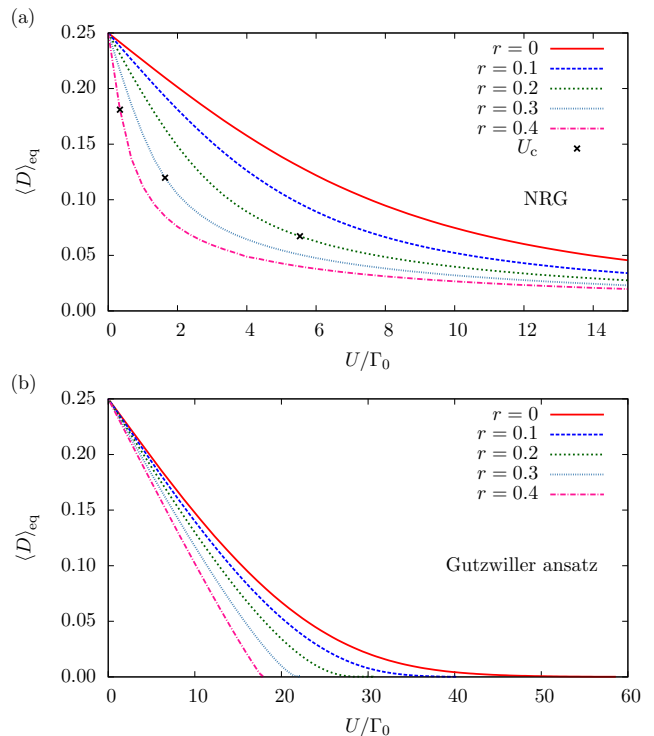 (a)
0.25
0.20
0.15
0.10
0.05
0.00
⟨D⟩eq
r = 0
r = 0.1
r = 0.2
r = 0.3
r = 0.4
Uc
NRG
0 2 4 6 8 10 12 14
U/Γ0
(b)
0.25
0.20
0.15
0.10
0.05
0.00
⟨D⟩eq
r = 0
r = 0.1
r = 0.2
r = 0.3
r = 0.4
Gutzwiller ansatz
0 10 20 30 40 50 60
U/Γ0